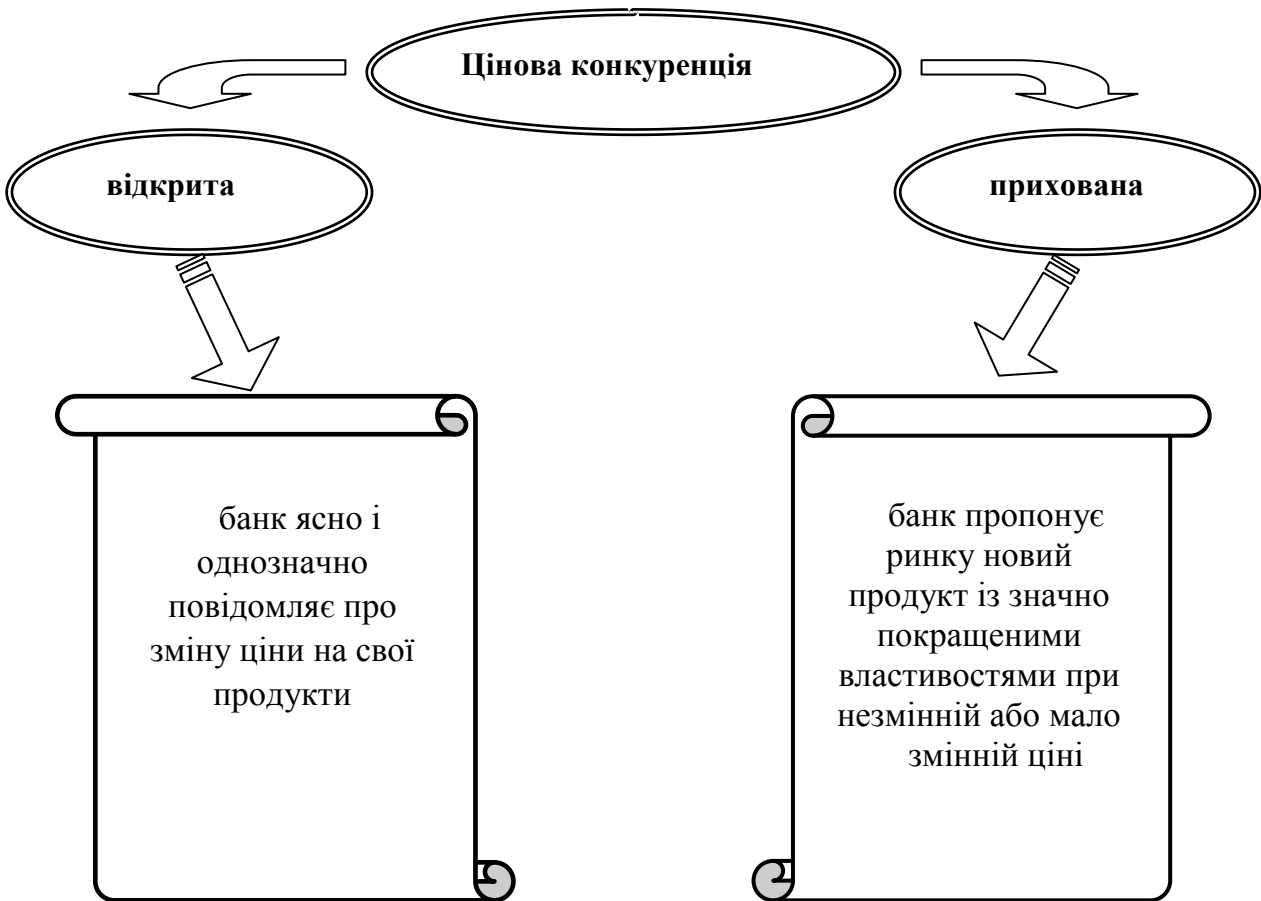 Цінова конкуренція
відкрита
прихована
банк ясно і
однозначно
повідомляє про
зміну ціни на свої
продукти
банк пропонує
ринку новий
продукт із значно
покращеними
властивостями при
незмінній або мало
змінній ціні